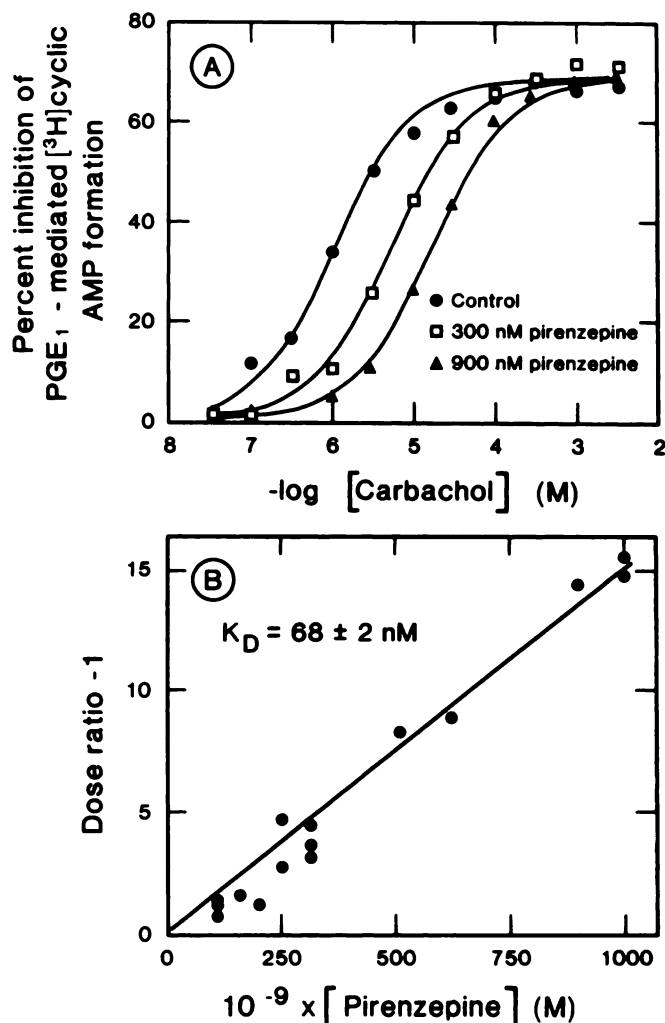 A
Percent inhibition of
PGE₁ - mediated [³H]cyclic
AMP formation
80
60
40
20
0
● Control
□ 300 nM pirenzepine
▲ 900 nM pirenzepine
8 7 6 5 4 3 2
-log [Carbachol] (M)
B
K_D = 68 ± 2 nM
Dose ratio -1
15
10
5
0
0 250 500 750 1000
10⁻⁹ x [Pirenzepine] (M)